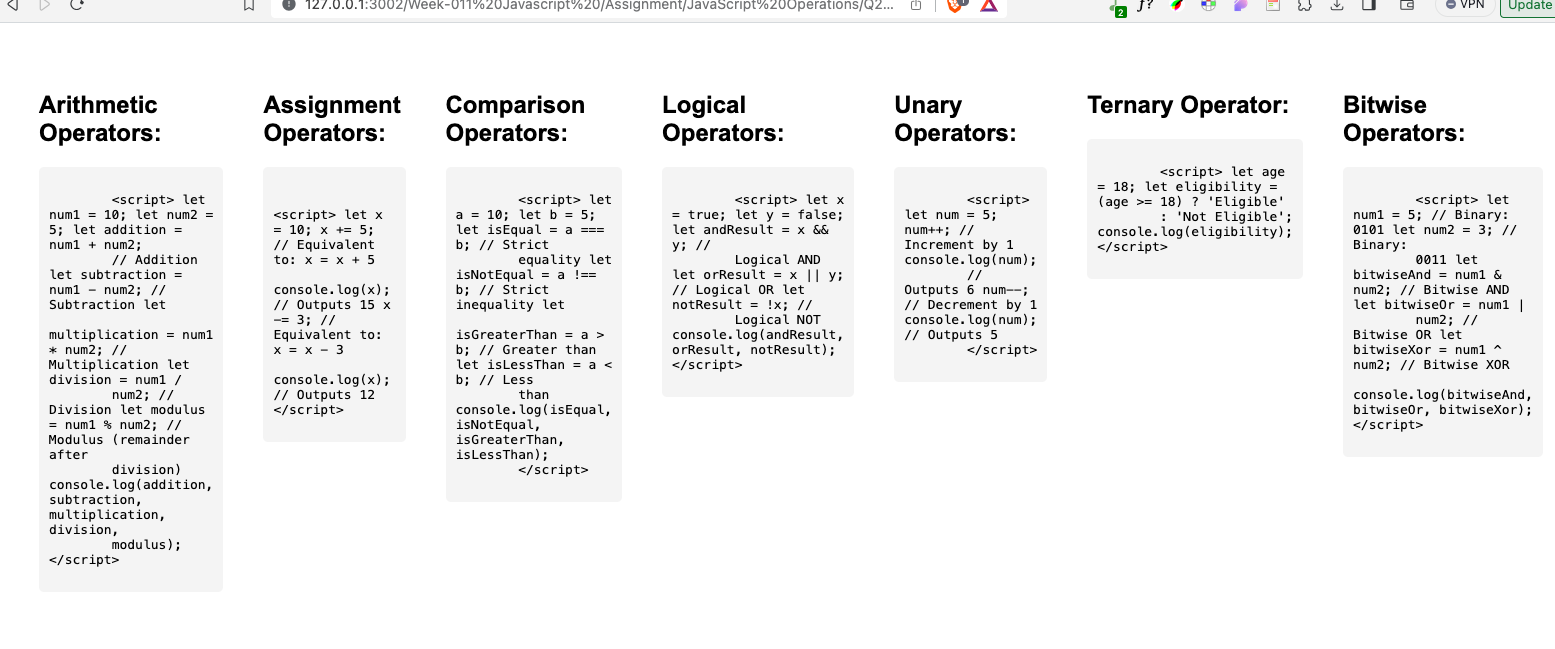 127.0.0.1:3002/Week-011%20Javascript%20/Assignment/JavaScript%20Operations/Q2...
2
ƒ?
VPN
Update
Arithmetic
Operators:
<script> let
num1 = 10; let num2 =
5; let addition =
num1 + num2;
// Addition
let subtraction =
num1 - num2; //
Subtraction let
multiplication = num1
* num2; //
Multiplication let
division = num1 /
num2; //
Division let modulus
= num1 % num2; //
Modulus (remainder
after
division)
console.log(addition,
subtraction,
multiplication,
division,
modulus);
</script>
Assignment
Operators:
<script> let x
= 10; x += 5;
// Equivalent
to: x = x + 5
console.log(x);
// Outputs 15 x
-= 3; //
Equivalent to:
x = x - 3
console.log(x);
// Outputs 12
</script>
Comparison
Operators:
<script> let
a = 10; let b = 5;
let isEqual = a ===
b; // Strict
equality let
isNotEqual = a !==
b; // Strict
inequality let
isGreaterThan = a >
b; // Greater than
let isLessThan = a <
b; // Less
than
console.log(isEqual,
isNotEqual,
isGreaterThan,
isLessThan);
</script>
Logical
Operators:
<script> let x
= true; let y = false;
let andResult = x &&
y; //
Logical AND
let orResult = x || y;
// Logical OR let
notResult = !x; //
Logical NOT
console.log(andResult,
orResult, notResult);
</script>
Unary
Operators:
<script>
let num = 5;
num++; //
Increment by 1
console.log(num);
//
Outputs 6 num--;
// Decrement by 1
console.log(num);
// Outputs 5
</script>
Ternary Operator:
<script> let age
= 18; let eligibility =
(age >= 18) ? 'Eligible'
: 'Not Eligible';
console.log(eligibility);
</script>
Bitwise
Operators:
<script> let
num1 = 5; // Binary:
0101 let num2 = 3; //
Binary:
0011 let
bitwiseAnd = num1 &
num2; // Bitwise AND
let bitwiseOr = num1 |
num2; //
Bitwise OR let
bitwiseXor = num1 ^
num2; // Bitwise XOR
console.log(bitwiseAnd,
bitwiseOr, bitwiseXor);
</script>